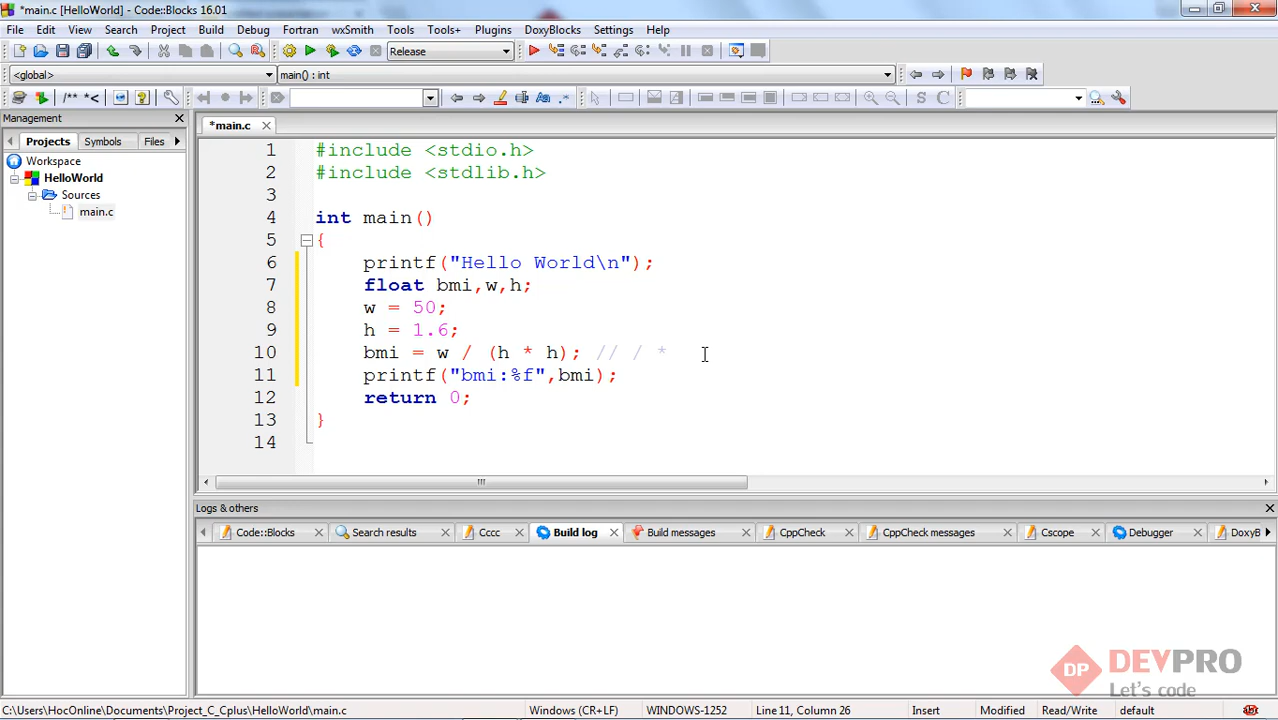 *main.c [HelloWorld] - Code::Blocks 16.01
File Edit View Search Project Build Debug Fortran wxSmith Tools Tools+ Plugins DoxyBlocks Settings Help
Release
<global> main() : int
/** *< S C
Management
Projects Symbols Files
*main.c
Workspace
HelloWorld
Sources
main.c
1 #include <stdio.h>
2 #include <stdlib.h>
3
4 int main()
5 {
6 printf("Hello World\n");
7 float bmi,w,h;
8 w = 50;
9 h = 1.6;
10 bmi = w / (h * h); // / *
11 printf("bmi:%f",bmi);
12 return 0;
13 }
14
Logs & others
Code::Blocks Search results Cccc Build log Build messages CppCheck CppCheck messages Cscope Debugger DoxyB
DP DEVPRO
Let's code
C:\Users\HocOnline\Documents\Project_C_Cplus\HelloWorld\main.c Windows (CR+LF) WINDOWS-1252 Line 11, Column 26 Insert Modified Read/Write default